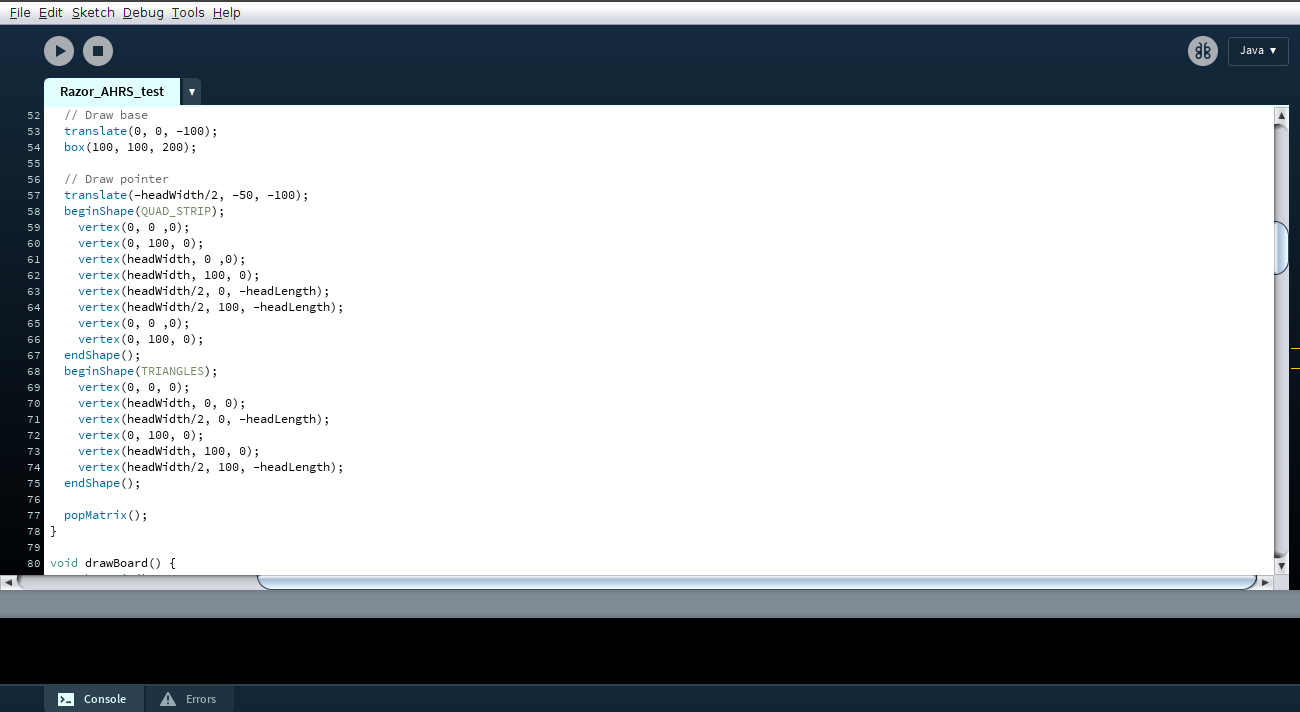 File Edit Sketch Debug Tools Help
Java ▼
Razor_AHRS_test ▼
52 // Draw base
53 translate(0, 0, -100);
54 box(100, 100, 200);
55
56 // Draw pointer
57 translate(-headWidth/2, -50, -100);
58 beginShape(QUAD_STRIP);
59 vertex(0, 0 ,0);
60 vertex(0, 100, 0);
61 vertex(headWidth, 0 ,0);
62 vertex(headWidth, 100, 0);
63 vertex(headWidth/2, 0, -headLength);
64 vertex(headWidth/2, 100, -headLength);
65 vertex(0, 0 ,0);
66 vertex(0, 100, 0);
67 endShape();
68 beginShape(TRIANGLES);
69 vertex(0, 0, 0);
70 vertex(headWidth, 0, 0);
71 vertex(headWidth/2, 0, -headLength);
72 vertex(0, 100, 0);
73 vertex(headWidth, 100, 0);
74 vertex(headWidth/2, 100, -headLength);
75 endShape();
76
77 popMatrix();
78 }
79
80 void drawBoard() {
Console Errors